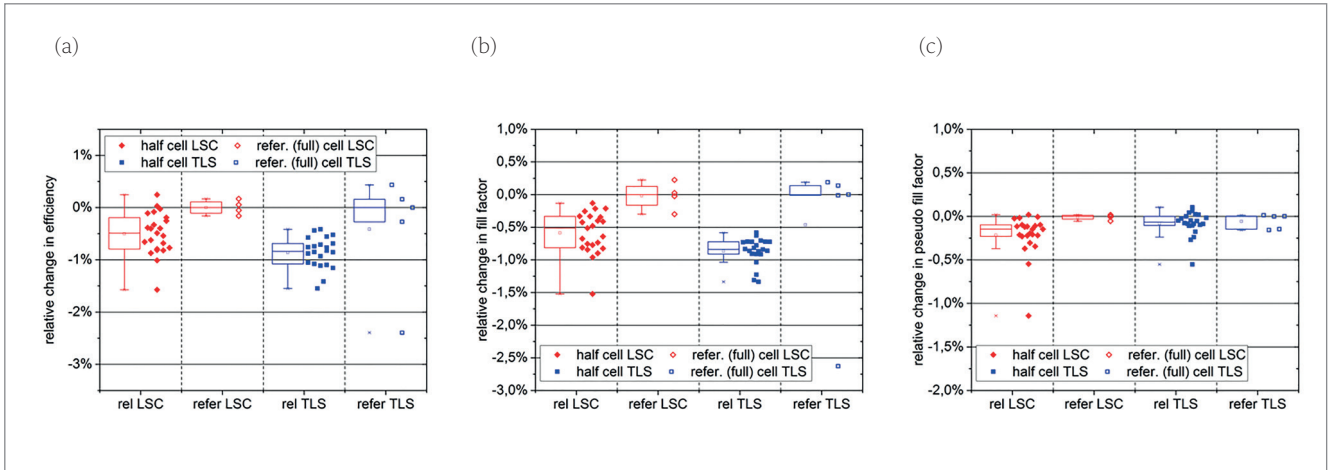 (a)
(b)
(c)
relative change in efficiency
1%
0%
-1%
-2%
-3%
half cell LSC
refer. (full) cell LSC
half cell TLS
refer. (full) cell TLS
rel LSC
refer LSC
rel TLS
refer TLS
relative change in fill factor
1,0%
0,5%
0,0%
-0,5%
-1,0%
-1,5%
-2,0%
-2,5%
-3,0%
half cell LSC
refer. (full) cell LSC
half cell TLS
refer. (full) cell TLS
rel LSC
refer LSC
rel TLS
refer TLS
relative change in pseudo fill factor
1,0%
0,5%
0,0%
-0,5%
-1,0%
-1,5%
-2,0%
half cell LSC
refer. (full) cell LSC
half cell TLS
refer. (full) cell TLS
rel LSC
refer LSC
rel TLS
refer TLS